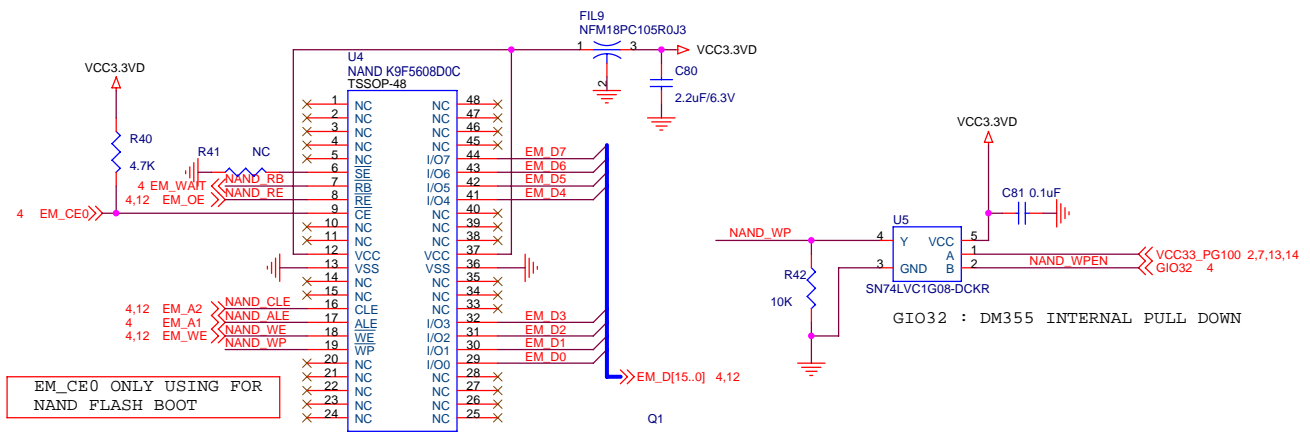 FIL9
NFM18PC105R0J3
1
3
2
VCC3.3VD
C80
2.2uF/6.3V
U4
NAND K9F5608D0C
TSSOP-48
VCC3.3VD
R40
4.7K
R41
NC
4 EM_WAIT NAND_RB
4,12 EM_OE NAND_RE
4 EM_CE0
4,12 EM_A2 NAND_CLE
4 EM_A1 NAND_ALE
4,12 EM_WE NAND_WE
NAND_WP
1 NC NC 48
2 NC NC 47
3 NC NC 46
4 NC NC 45
5 NC I/O7 44 EM_D7
6 SE I/O6 43 EM_D6
7 RB I/O5 42 EM_D5
8 RE I/O4 41 EM_D4
9 CE NC 40
10 NC NC 39
11 NC NC 38
12 VCC VCC 37
13 VSS VSS 36
14 NC NC 35
15 NC NC 34
16 CLE NC 33
17 ALE I/O3 32 EM_D3
18 WE I/O2 31 EM_D2
19 WP I/O1 30 EM_D1
20 NC I/O0 29 EM_D0
21 NC NC 28
22 NC NC 27
23 NC NC 26
24 NC NC 25
EM_D[15..0] 4,12
Q1
EM_CE0 ONLY USING FOR
NAND FLASH BOOT
VCC3.3VD
C81 0.1uF
U5
NAND_WP 4 Y VCC 5
A 1 VCC33_PG100 2,7,13,14
3 GND B 2 NAND_WPEN GIO32 4
SN74LVC1G08-DCKR
R42
10K
GIO32 : DM355 INTERNAL PULL DOWN